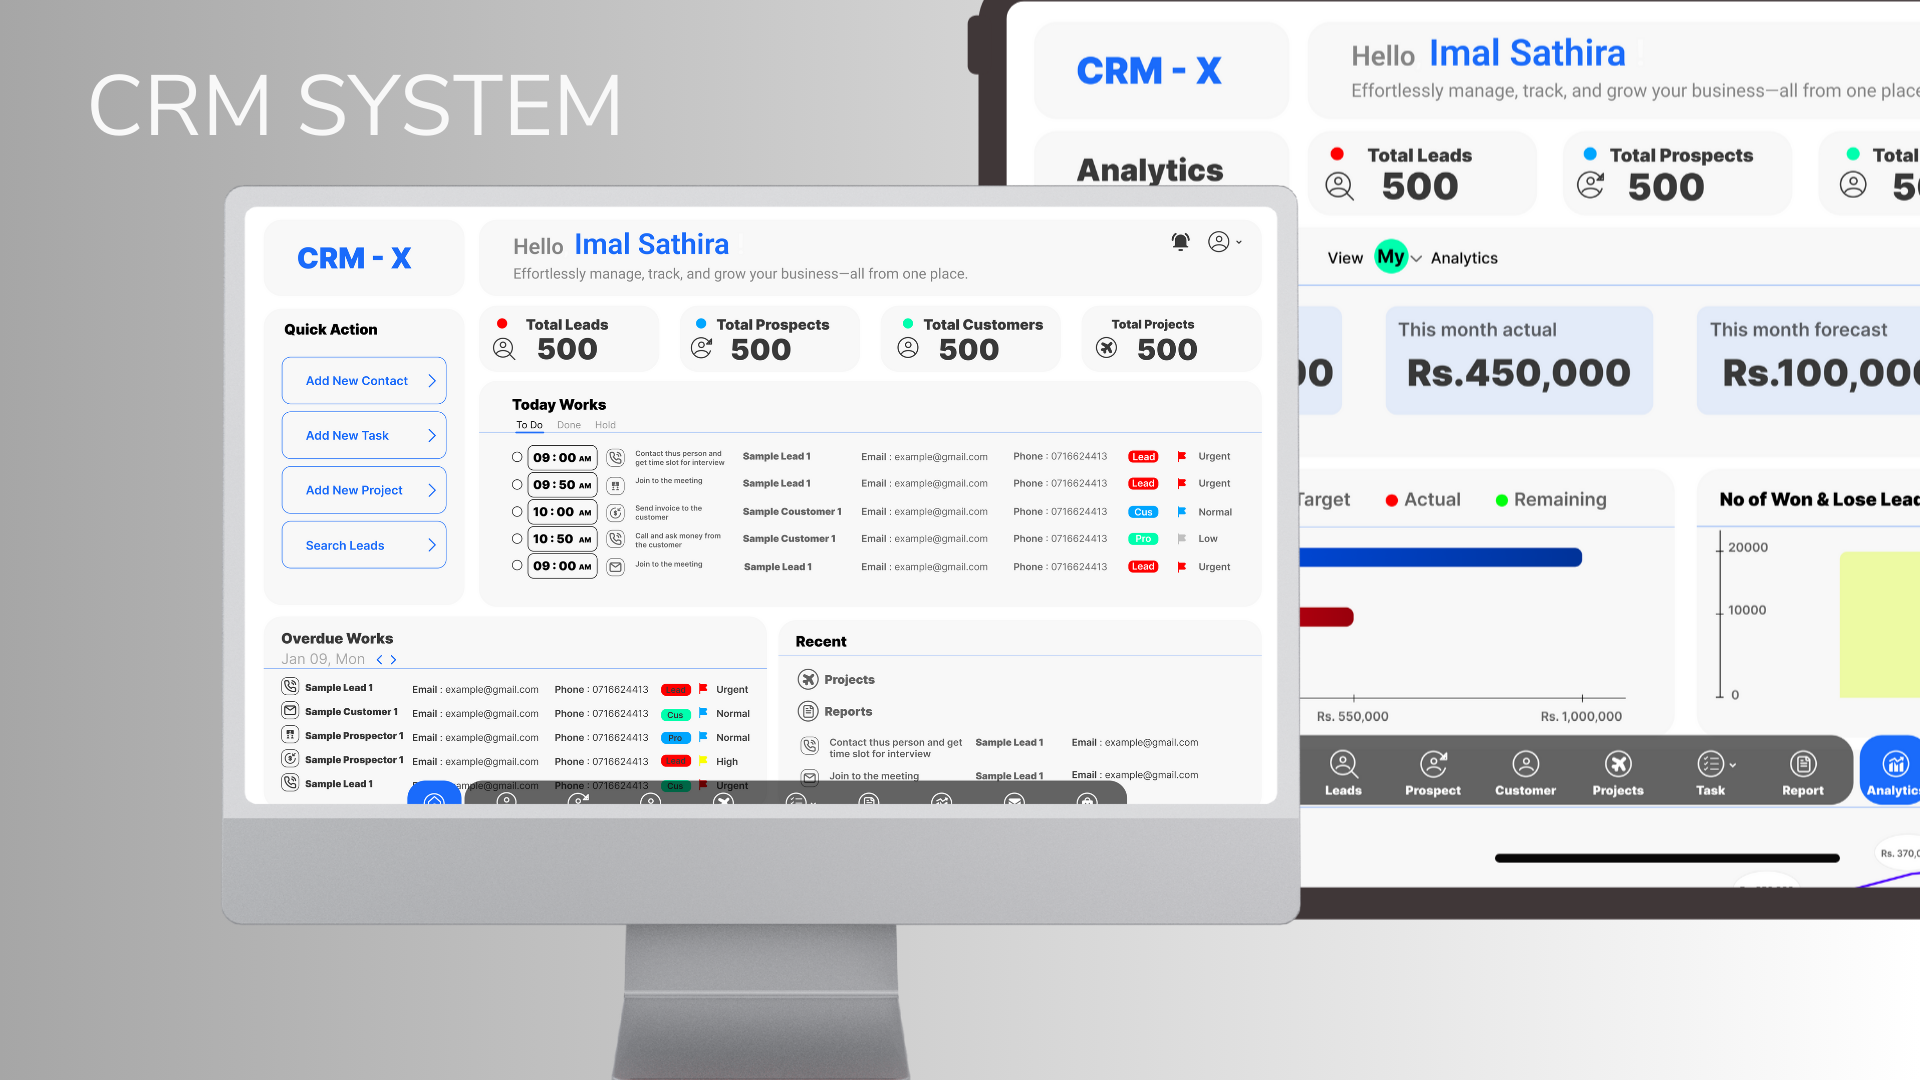 CRM SYSTEM
CRM - X
Hello Imal Sathira
Effortlessly manage, track, and grow your business—all from one place.
Quick Action
Add New Contact
Add New Task
Add New Project
Search Leads
Total Leads
500
Total Prospects
500
Total Customers
500
Total Projects
500
Today Works
To Do Done Hold
09 : 00 AM Contact thus person and get time slot for interview Sample Lead 1 Email : example@gmail.com Phone : 0716624413 Lead Urgent
09 : 50 AM Join to the meeting Sample Lead 1 Email : example@gmail.com Phone : 0716624413 Lead Urgent
10 : 00 AM Send invoice to the customer Sample Coustomer 1 Email : example@gmail.com Phone : 0716624413 Cus Normal
10 : 50 AM Call and ask money from the customer Sample Customer 1 Email : example@gmail.com Phone : 0716624413 Pro Low
09 : 00 AM Join to the meeting Sample Lead 1 Email : example@gmail.com Phone : 0716624413 Lead Urgent
Overdue Works
Jan 09, Mon
Sample Lead 1 Email : example@gmail.com Phone : 0716624413 Lead Urgent
Sample Customer 1 Email : example@gmail.com Phone : 0716624413 Cus Normal
Sample Prospector 1 Email : example@gmail.com Phone : 0716624413 Pro Normal
Sample Prospector 1 Email : example@gmail.com Phone : 0716624413 Lead High
Sample Lead 1 example@gmail.com Phone : 0716624413 Cus Urgent
Recent
Projects
Reports
Contact thus person and get time slot for interview Sample Lead 1 Email : example@gmail.com
Join to the meeting Sample Lead 1 Email : example@gmail.com
CRM - X
Hello Imal Sathira
Effortlessly manage, track, and grow your business—all from one place
Analytics
Total Leads
500
Total Prospects
500
Total
View My Analytics
This month actual
Rs.450,000
This month forecast
Rs.100,00
Target Actual Remaining
Rs. 550,000 Rs. 1,000,000
No of Won & Lose Lead
20000
10000
0
Leads Prospect Customer Projects Task Report Analytics